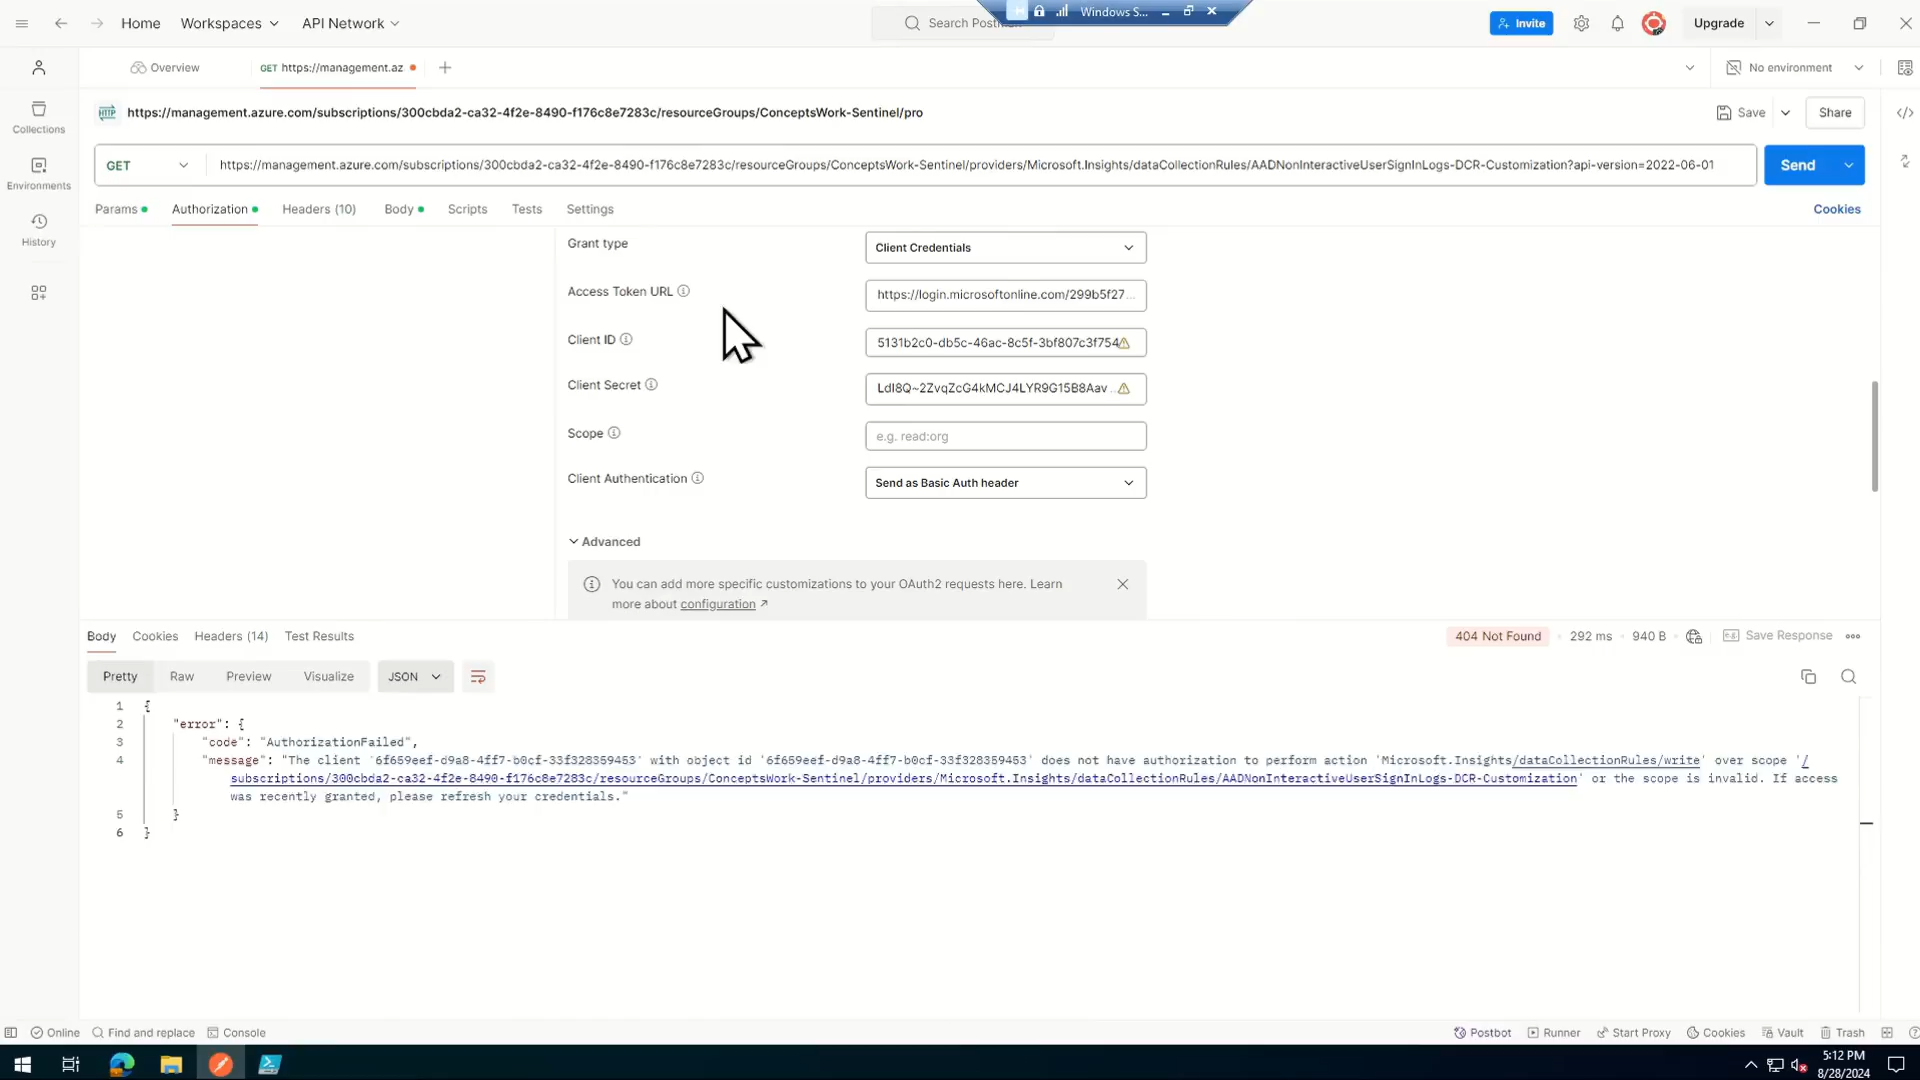 Home Workspaces API Network Search Postm Windows S... Invite Upgrade
Overview GET https://management.az No environment
Collections
Environments
History
HTTP https://management.azure.com/subscriptions/300cbda2-ca32-4f2e-8490-f176c8e7283c/resourceGroups/ConceptsWork-Sentinel/pro Save Share
GET https://management.azure.com/subscriptions/300cbda2-ca32-4f2e-8490-f176c8e7283c/resourceGroups/ConceptsWork-Sentinel/providers/Microsoft.Insights/dataCollectionRules/AADNonInteractiveUserSignInLogs-DCR-Customization?api-version=2022-06-01 Send
Params Authorization Headers (10) Body Scripts Tests Settings Cookies
Grant type Client Credentials
Access Token URL https://login.microsoftonline.com/299b5f27...
Client ID 5131b2c0-db5c-46ac-8c5f-3bf807c3f754
Client Secret LdI8Q~2ZvqZcG4kMCJ4LYR9G15B8Aav ...
Scope e.g. read:org
Client Authentication Send as Basic Auth header
Advanced
You can add more specific customizations to your OAuth2 requests here. Learn
more about configuration ↗
Body Cookies Headers (14) Test Results 404 Not Found 292 ms 940 B Save Response
Pretty Raw Preview Visualize JSON
1 {
2 "error": {
3 "code": "AuthorizationFailed",
4 "message": "The client '6f659eef-d9a8-4ff7-b0cf-33f328359453' with object id '6f659eef-d9a8-4ff7-b0cf-33f328359453' does not have authorization to perform action 'Microsoft.Insights/dataCollectionRules/write' over scope '/
subscriptions/300cbda2-ca32-4f2e-8490-f176c8e7283c/resourceGroups/ConceptsWork-Sentinel/providers/Microsoft.Insights/dataCollectionRules/AADNonInteractiveUserSignInLogs-DCR-Customization' or the scope is invalid. If access
was recently granted, please refresh your credentials."
5 }
6 }
Online Find and replace Console Postbot Runner Start Proxy Cookies Vault Trash
5:12 PM
8/28/2024